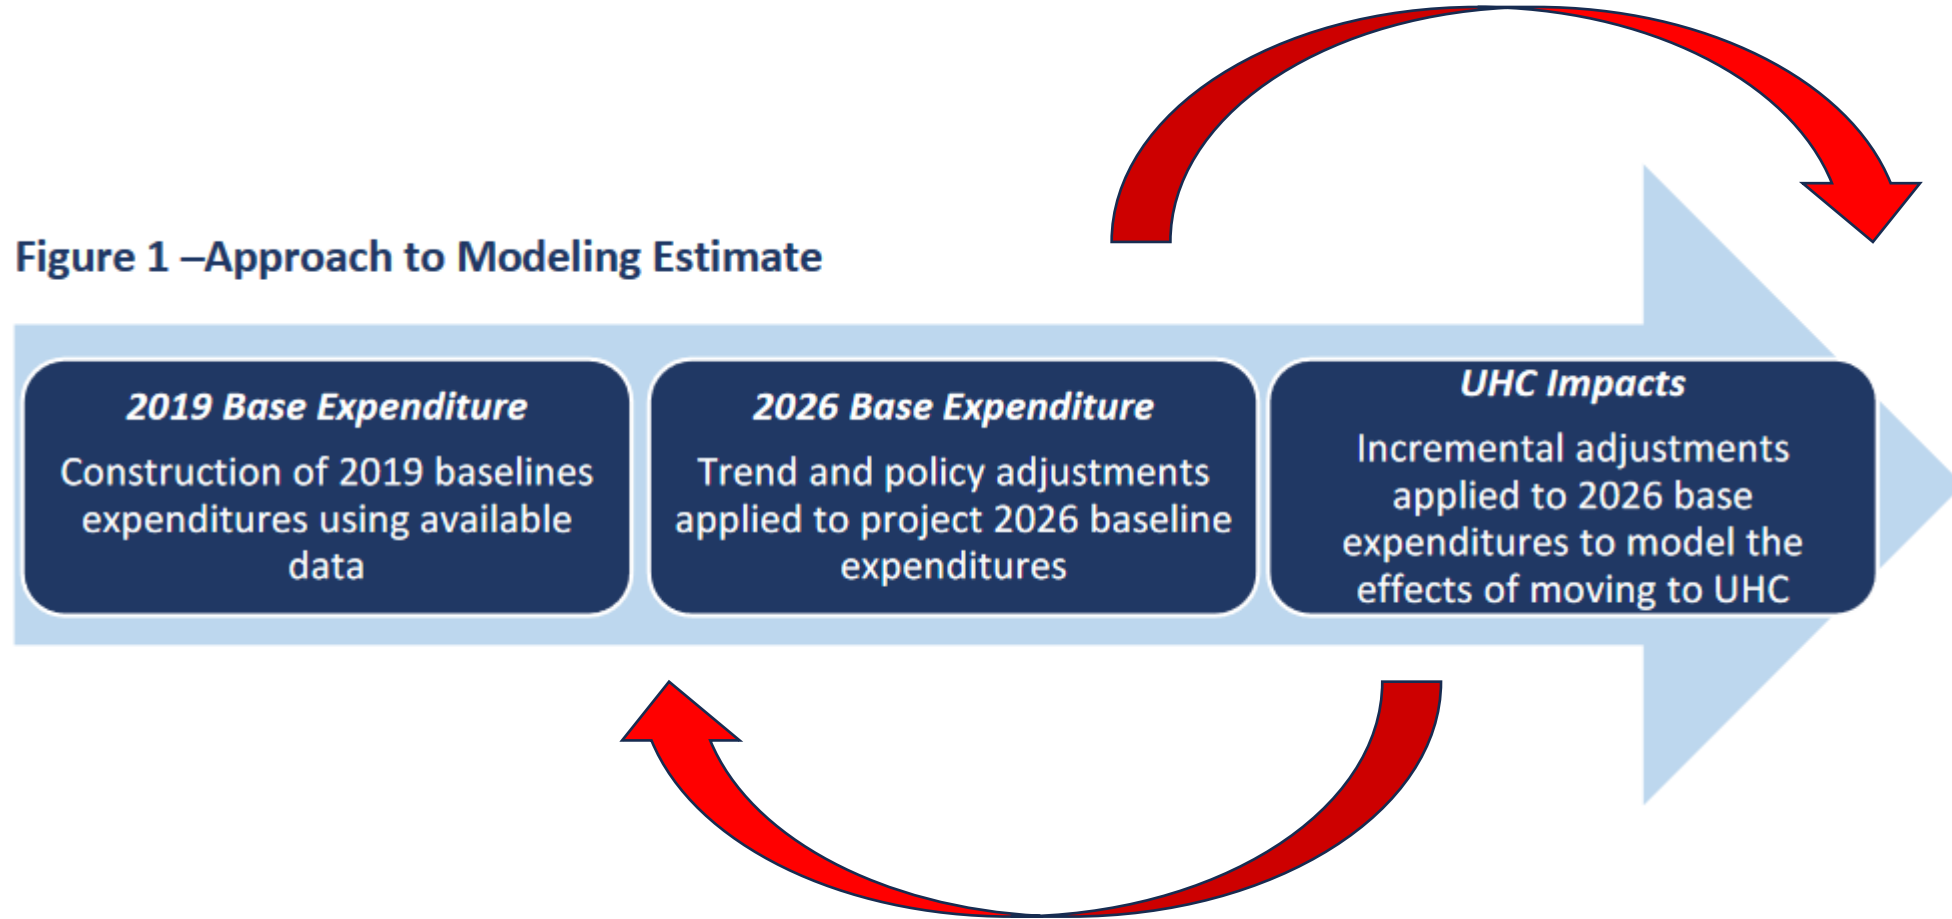 Figure 1 –Approach to Modeling Estimate
2019 Base Expenditure
Construction of 2019 baselines
expenditures using available
data
2026 Base Expenditure
Trend and policy adjustments
applied to project 2026 baseline
expenditures
UHC Impacts
Incremental adjustments
applied to 2026 base
expenditures to model the
effects of moving to UHC